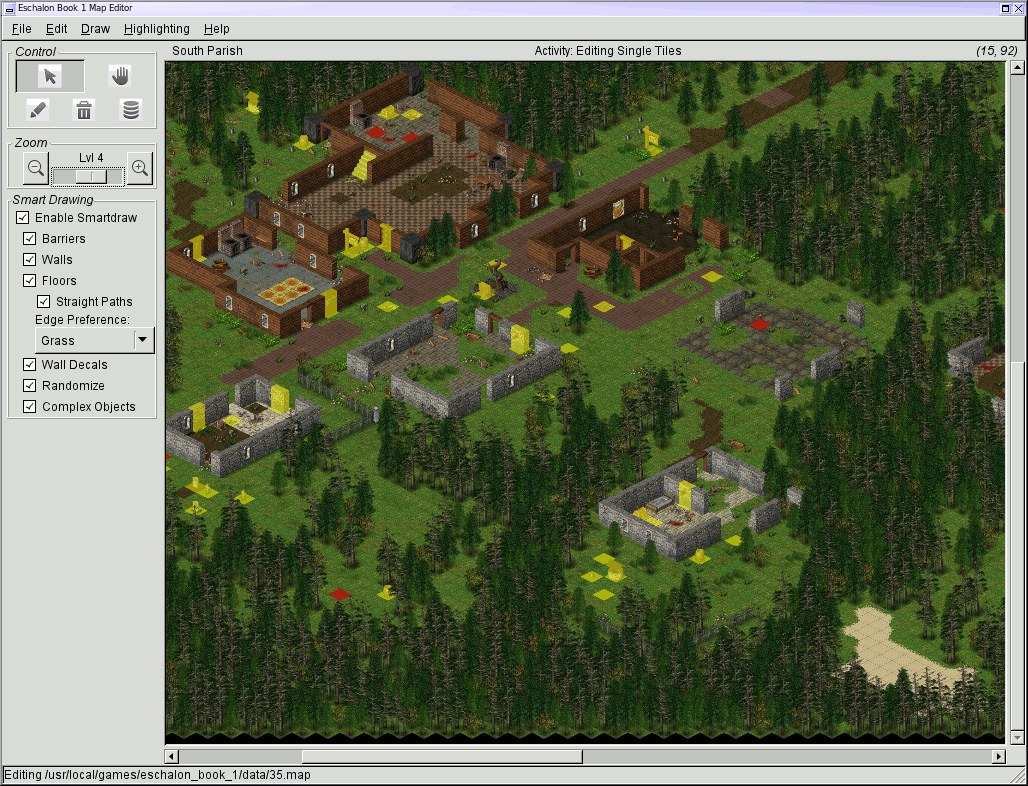 Eschalon Book 1 Map Editor
File Edit Draw Highlighting Help
Control
South Parish Activity: Editing Single Tiles (15, 92)
Zoom
Lvl 4
Smart Drawing
Enable Smartdraw
Barriers
Walls
Floors
Straight Paths
Edge Preference:
Grass
Wall Decals
Randomize
Complex Objects
Editing /usr/local/games/eschalon_book_1/data/35.map